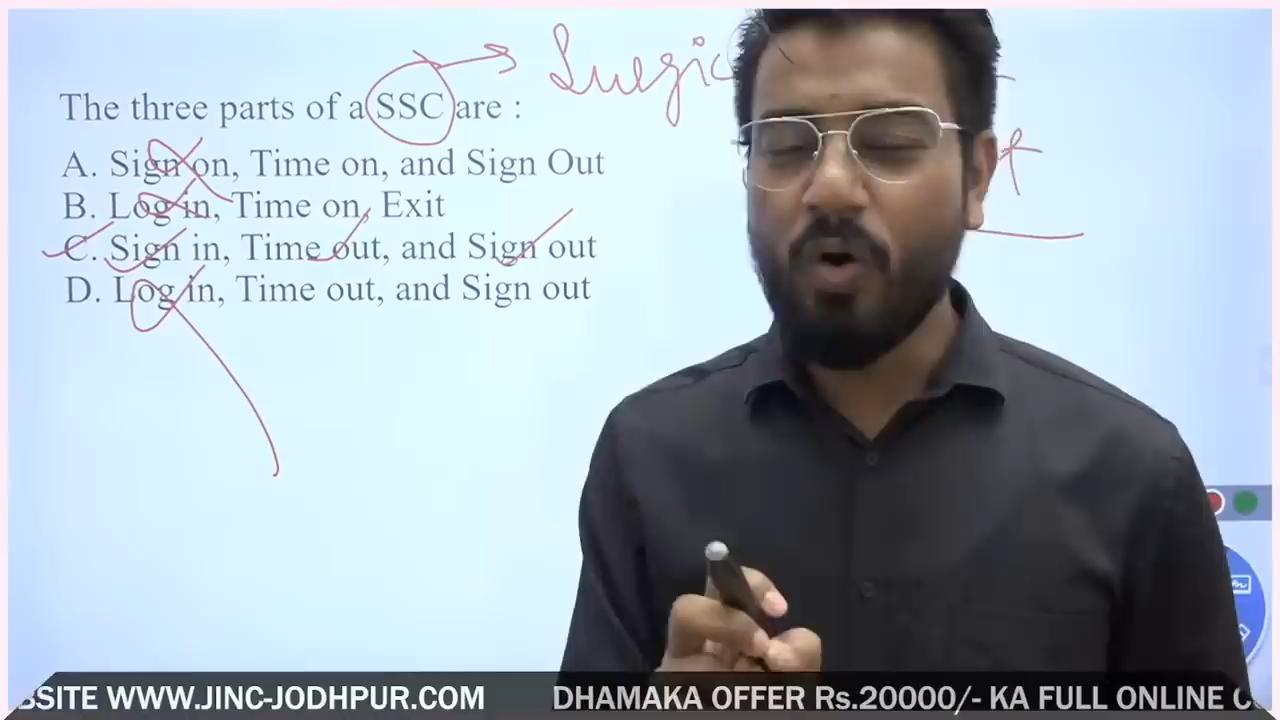 The three parts of a SSC are :
A. Sign on, Time on, and Sign Out
B. Log in, Time on, Exit
C. Sign in, Time out, and Sign out
D. Log in, Time out, and Sign out
BSITE WWW.JINC-JODHPUR.COM DHAMAKA OFFER Rs.20000/- KA FULL ONLINE